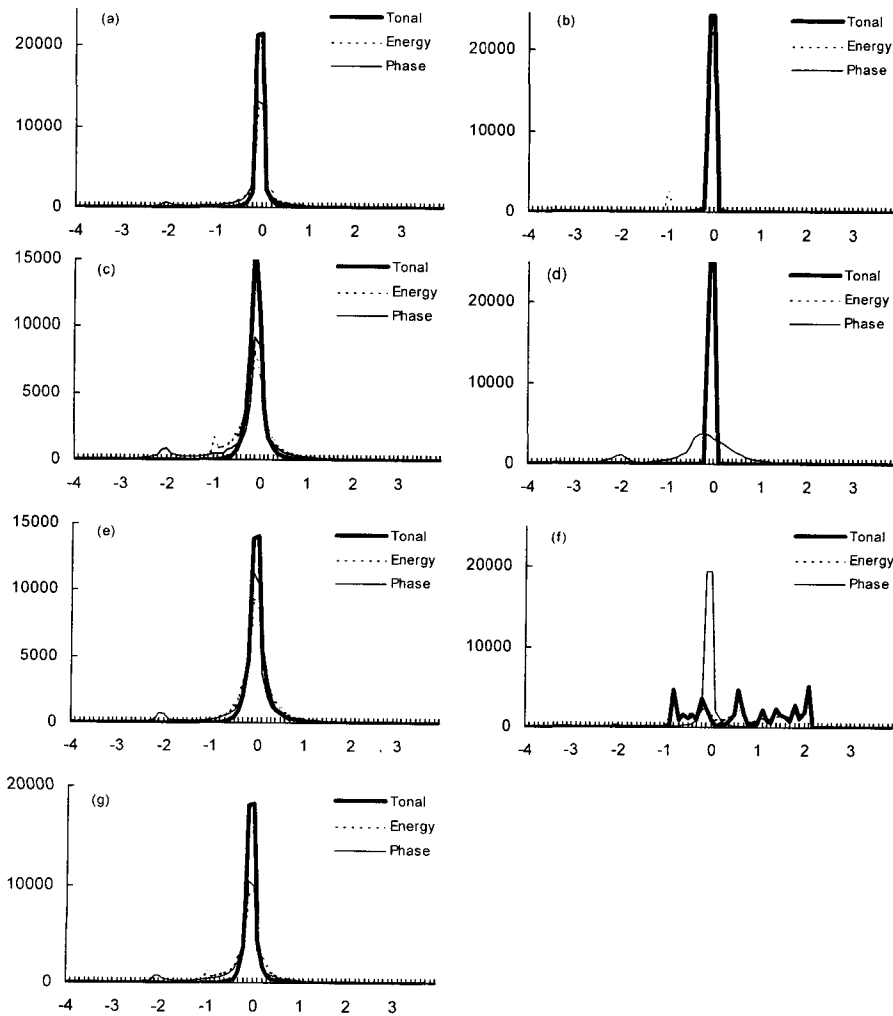 (a)
Tonal
Energy
Phase
20000
10000
0
-4 -3 -2 -1 0 1 2 3
(b)
Tonal
Energy
Phase
20000
10000
0
-4 -3 -2 -1 0 1 2 3
(c)
Tonal
Energy
Phase
15000
10000
5000
0
-4 -3 -2 -1 0 1 2 3
(d)
Tonal
Energy
Phase
20000
10000
0
-4 -3 -2 -1 0 1 2 3
(e)
Tonal
Energy
Phase
15000
10000
5000
0
-4 -3 -2 -1 0 1 2 3
(f)
Tonal
Energy
Phase
20000
10000
0
-4 -3 -2 -1 0 1 2 3
(g)
Tonal
Energy
Phase
20000
10000
0
-4 -3 -2 -1 0 1 2 3